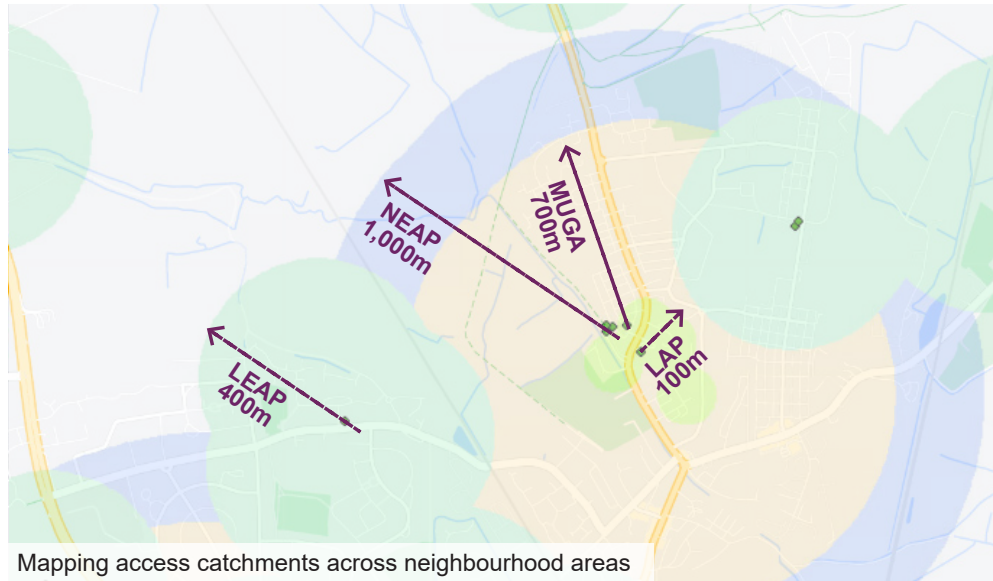 MUGA
700m
NEAP
1,000m
LAP
100m
LEAP
400m
Mapping access catchments across neighbourhood areas